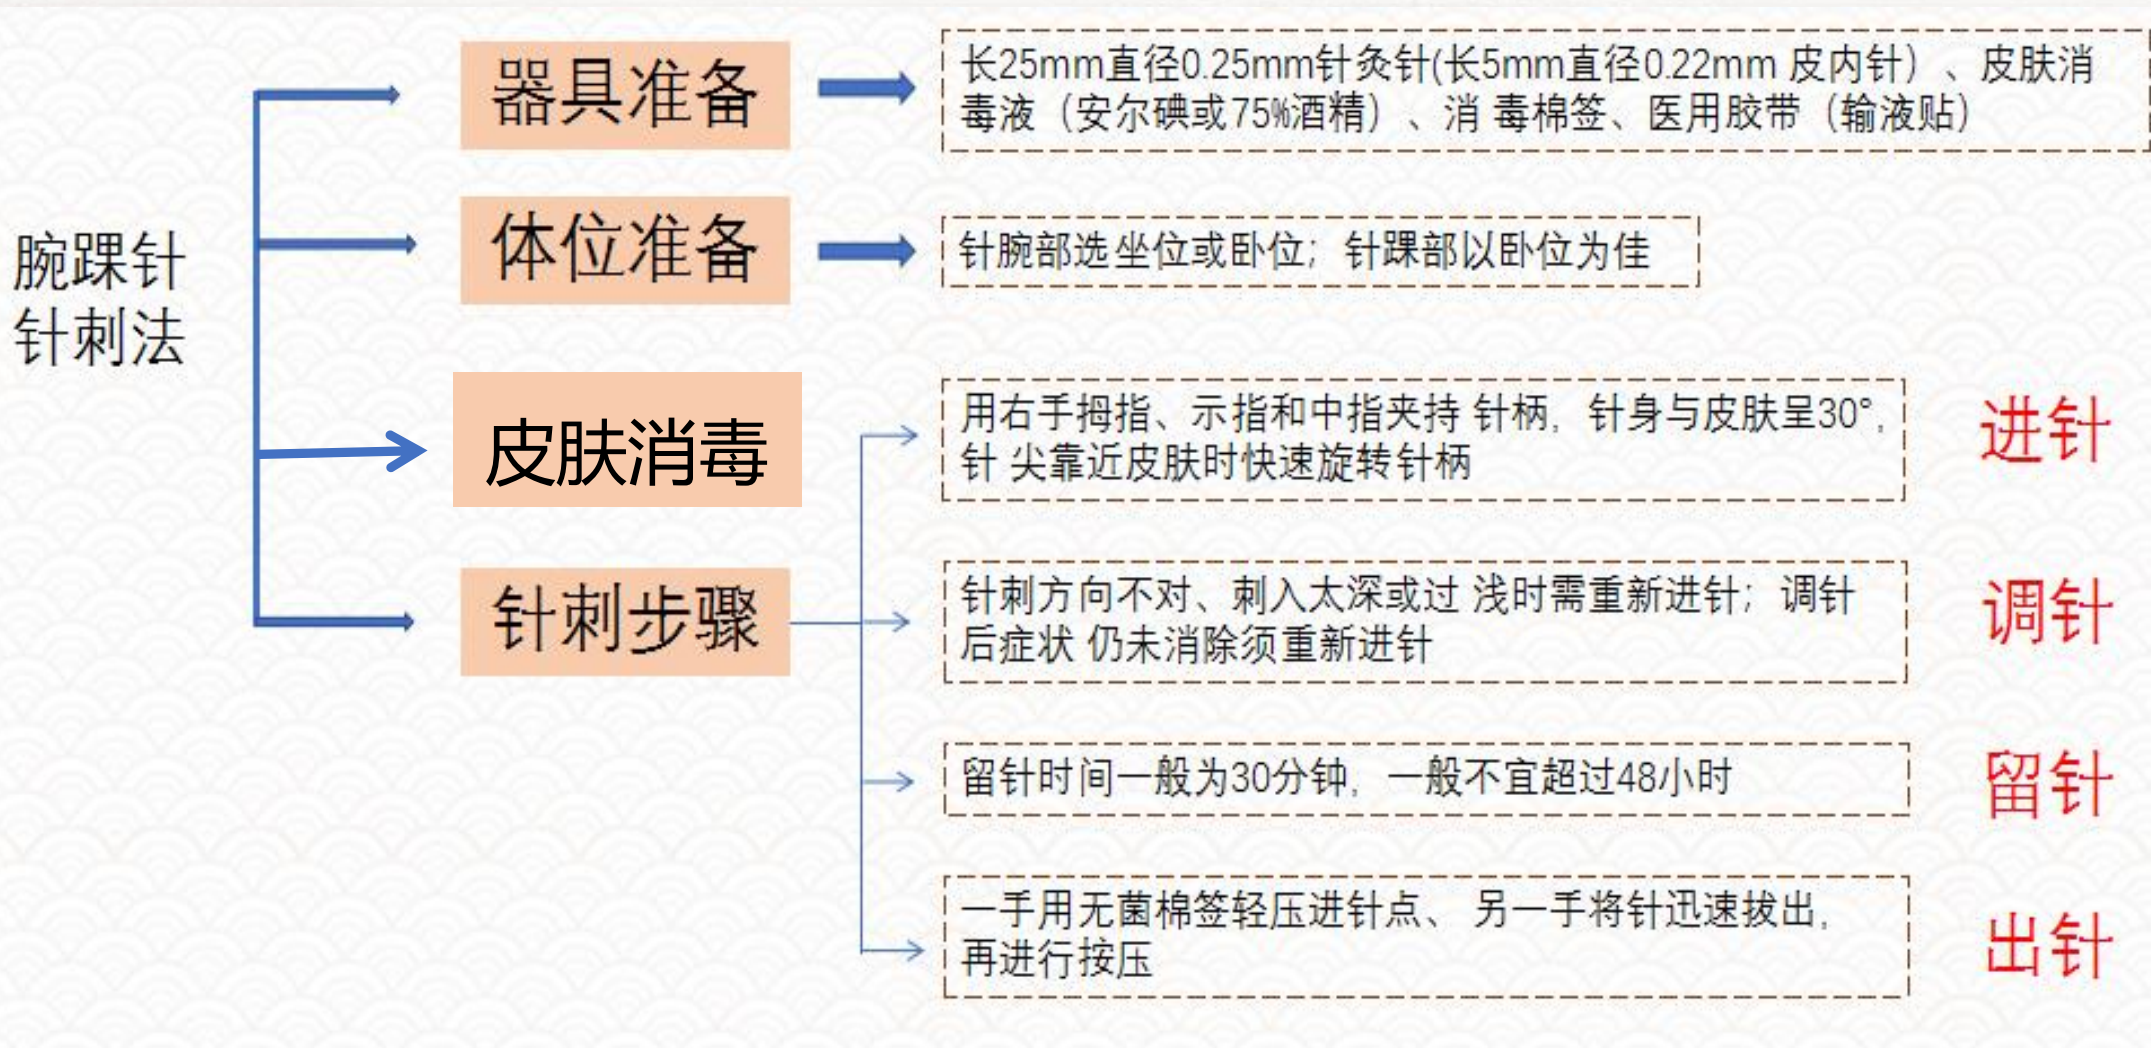 腕踝针
针刺法
器具准备
长25mm直径0.25mm针灸针(长5mm直径0.22mm 皮内针）、皮肤消
毒液（安尔碘或75%酒精）、消 毒棉签、医用胶带（输液贴）
体位准备
针腕部选坐位或卧位；针踝部以卧位为佳
皮肤消毒
针刺步骤
用右手拇指、示指和中指夹持 针柄，针身与皮肤呈30°，
针 尖靠近皮肤时快速旋转针柄
进针
针刺方向不对、刺入太深或过 浅时需重新进针；调针
后症状 仍未消除须重新进针
调针
留针时间一般为30分钟，一般不宜超过48小时
留针
一手用无菌棉签轻压进针点、 另一手将针迅速拔出，
再进行按压
出针